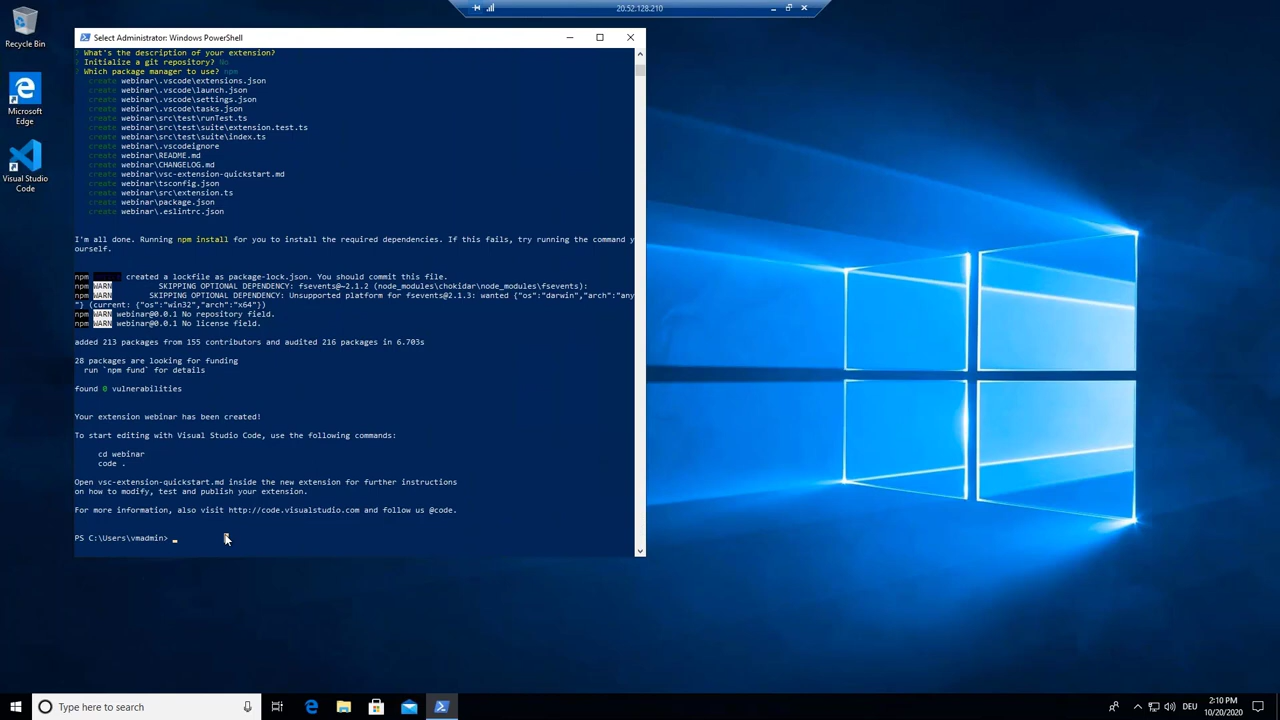 20.52.128.210
Recycle Bin
Microsoft
Edge
Visual Studio
Code
Select Administrator: Windows PowerShell
? What's the description of your extension?
? Initialize a git repository? No
? Which package manager to use? npm
create webinar\.vscode\extensions.json
create webinar\.vscode\launch.json
create webinar\.vscode\settings.json
create webinar\.vscode\tasks.json
create webinar\src\test\runTest.ts
create webinar\src\test\suite\extension.test.ts
create webinar\src\test\suite\index.ts
create webinar\.vscodeignore
create webinar\README.md
create webinar\CHANGELOG.md
create webinar\vsc-extension-quickstart.md
create webinar\tsconfig.json
create webinar\src\extension.ts
create webinar\package.json
create webinar\.eslintrc.json
I'm all done. Running npm install for you to install the required dependencies. If this fails, try running the command y
ourself.
npm created a lockfile as package-lock.json. You should commit this file.
npm WARN SKIPPING OPTIONAL DEPENDENCY: fsevents@~2.1.2 (node_modules\chokidar\node_modules\fsevents):
npm WARN SKIPPING OPTIONAL DEPENDENCY: Unsupported platform for fsevents@2.1.3: wanted {"os":"darwin","arch":"any
"} (current: {"os":"win32","arch":"x64"})
npm WARN webinar@0.0.1 No repository field.
npm WARN webinar@0.0.1 No license field.
added 213 packages from 155 contributors and audited 216 packages in 6.703s
28 packages are looking for funding
run `npm fund` for details
found 0 vulnerabilities
Your extension webinar has been created!
To start editing with Visual Studio Code, use the following commands:
cd webinar
code .
Open vsc-extension-quickstart.md inside the new extension for further instructions
on how to modify, test and publish your extension.
For more information, also visit http://code.visualstudio.com and follow us @code.
PS C:\Users\vmadmin> _
Type here to search
DEU
2:10 PM
10/20/2020